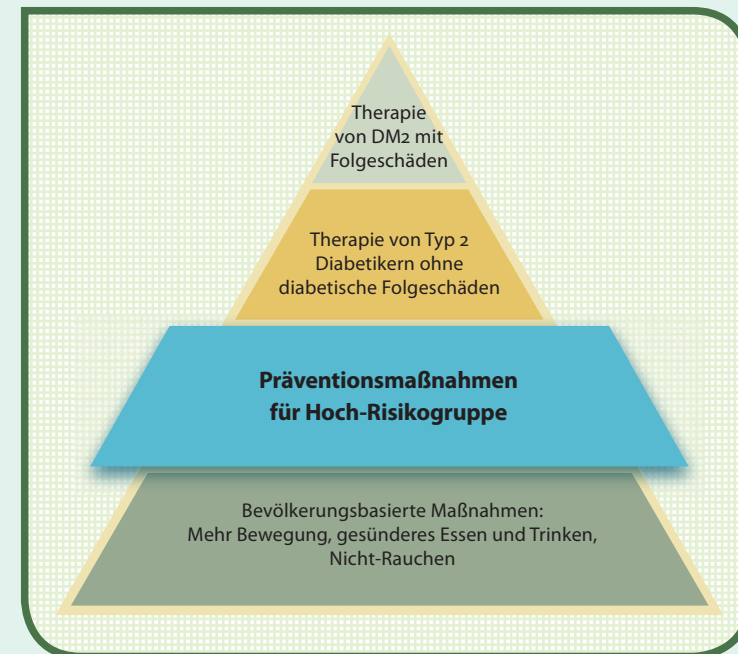 Therapie
von DM2 mit
Folgeschäden
Therapie von Typ 2
Diabetikern ohne
diabetische Folgeschäden
Präventionsmaßnahmen
für Hoch-Risikogruppe
Bevölkerungsbasierte Maßnahmen:
Mehr Bewegung, gesünderes Essen und Trinken,
Nicht-Rauchen